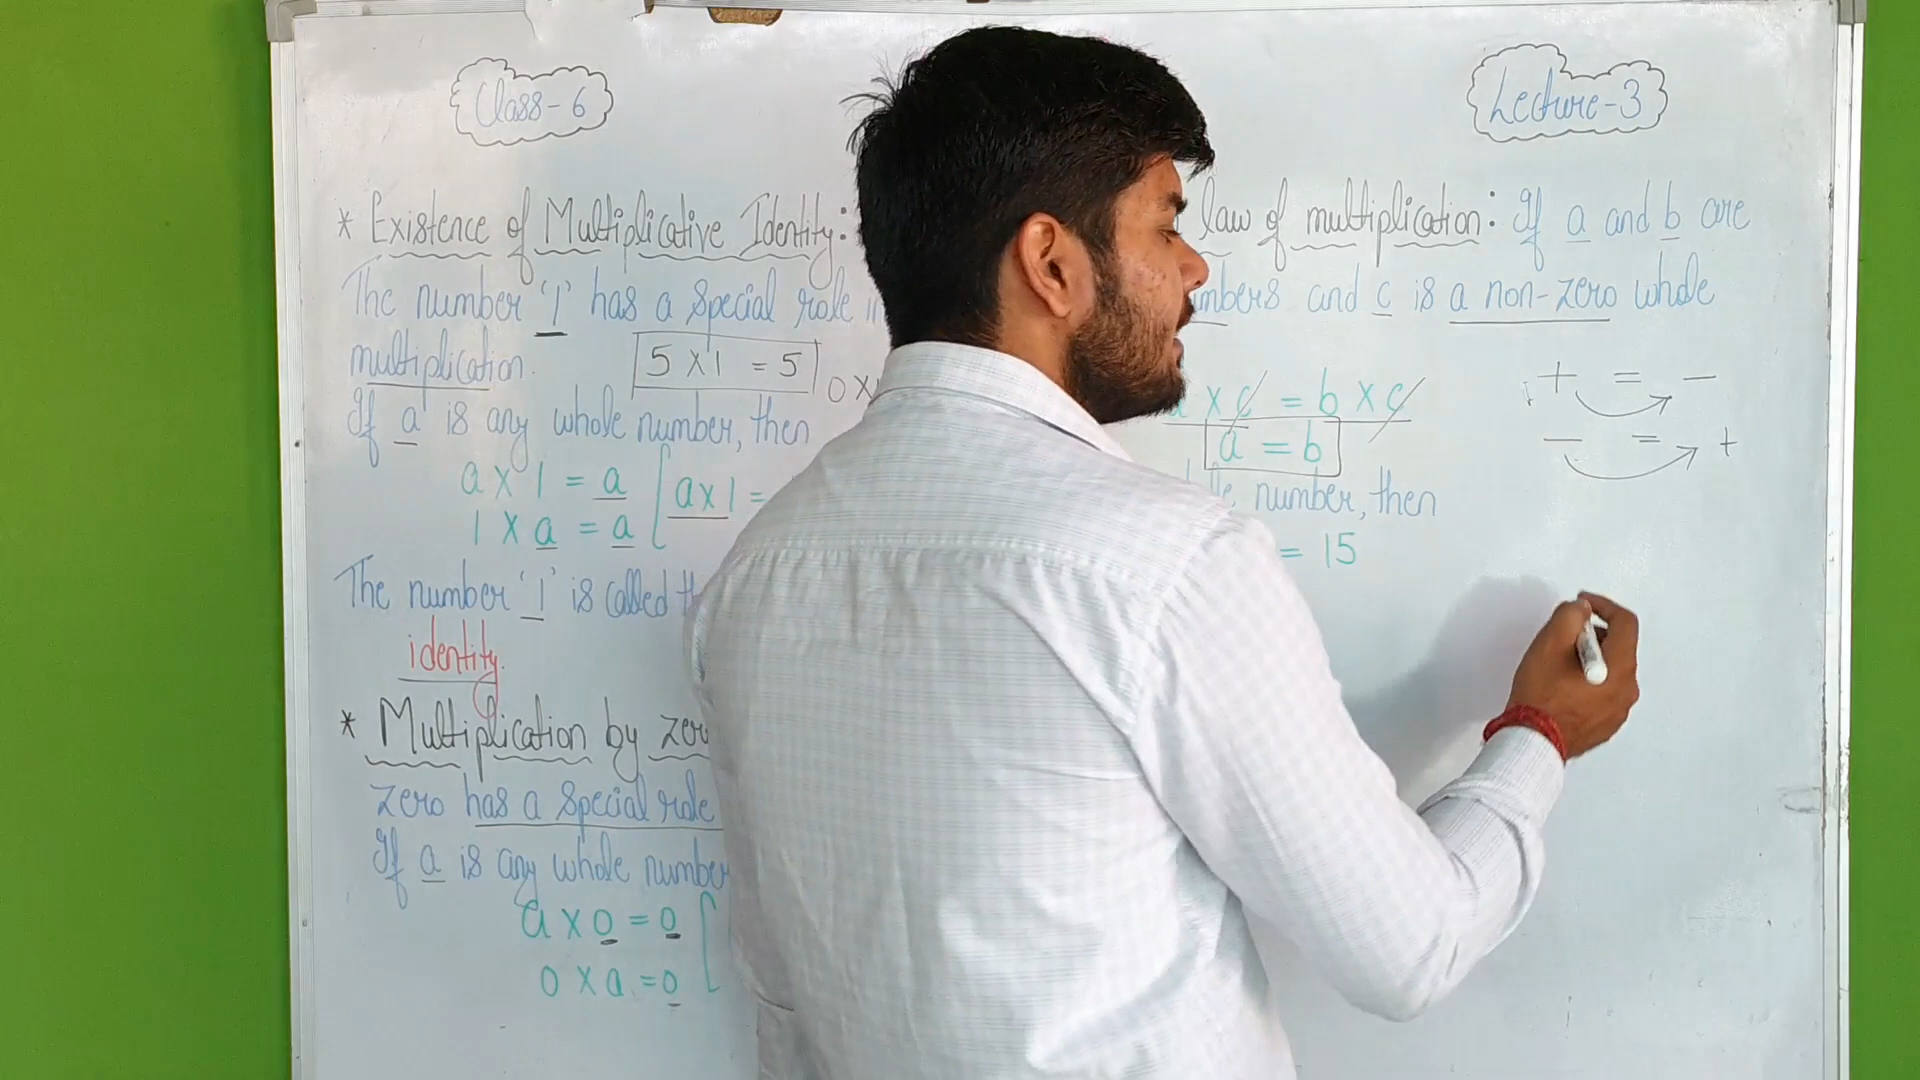 Class-6
Lecture-3
* Existence of Multiplicative Identity:
The number '1' has a special role in
multiplication. 5 x 1 = 5
0 x
If a is any whole number, then
a x 1 = a [ a x 1 =
1 x a = a
The number '1' is called
identity.
* Multiplication by zero
Zero has a special role
If a is any whole number
a x 0 = 0 [
0 x a = 0
law of multiplication: If a and b are
and c is a non-zero whole
a x c = b x c
a = b
number, then
= 15
+ = -
- = +